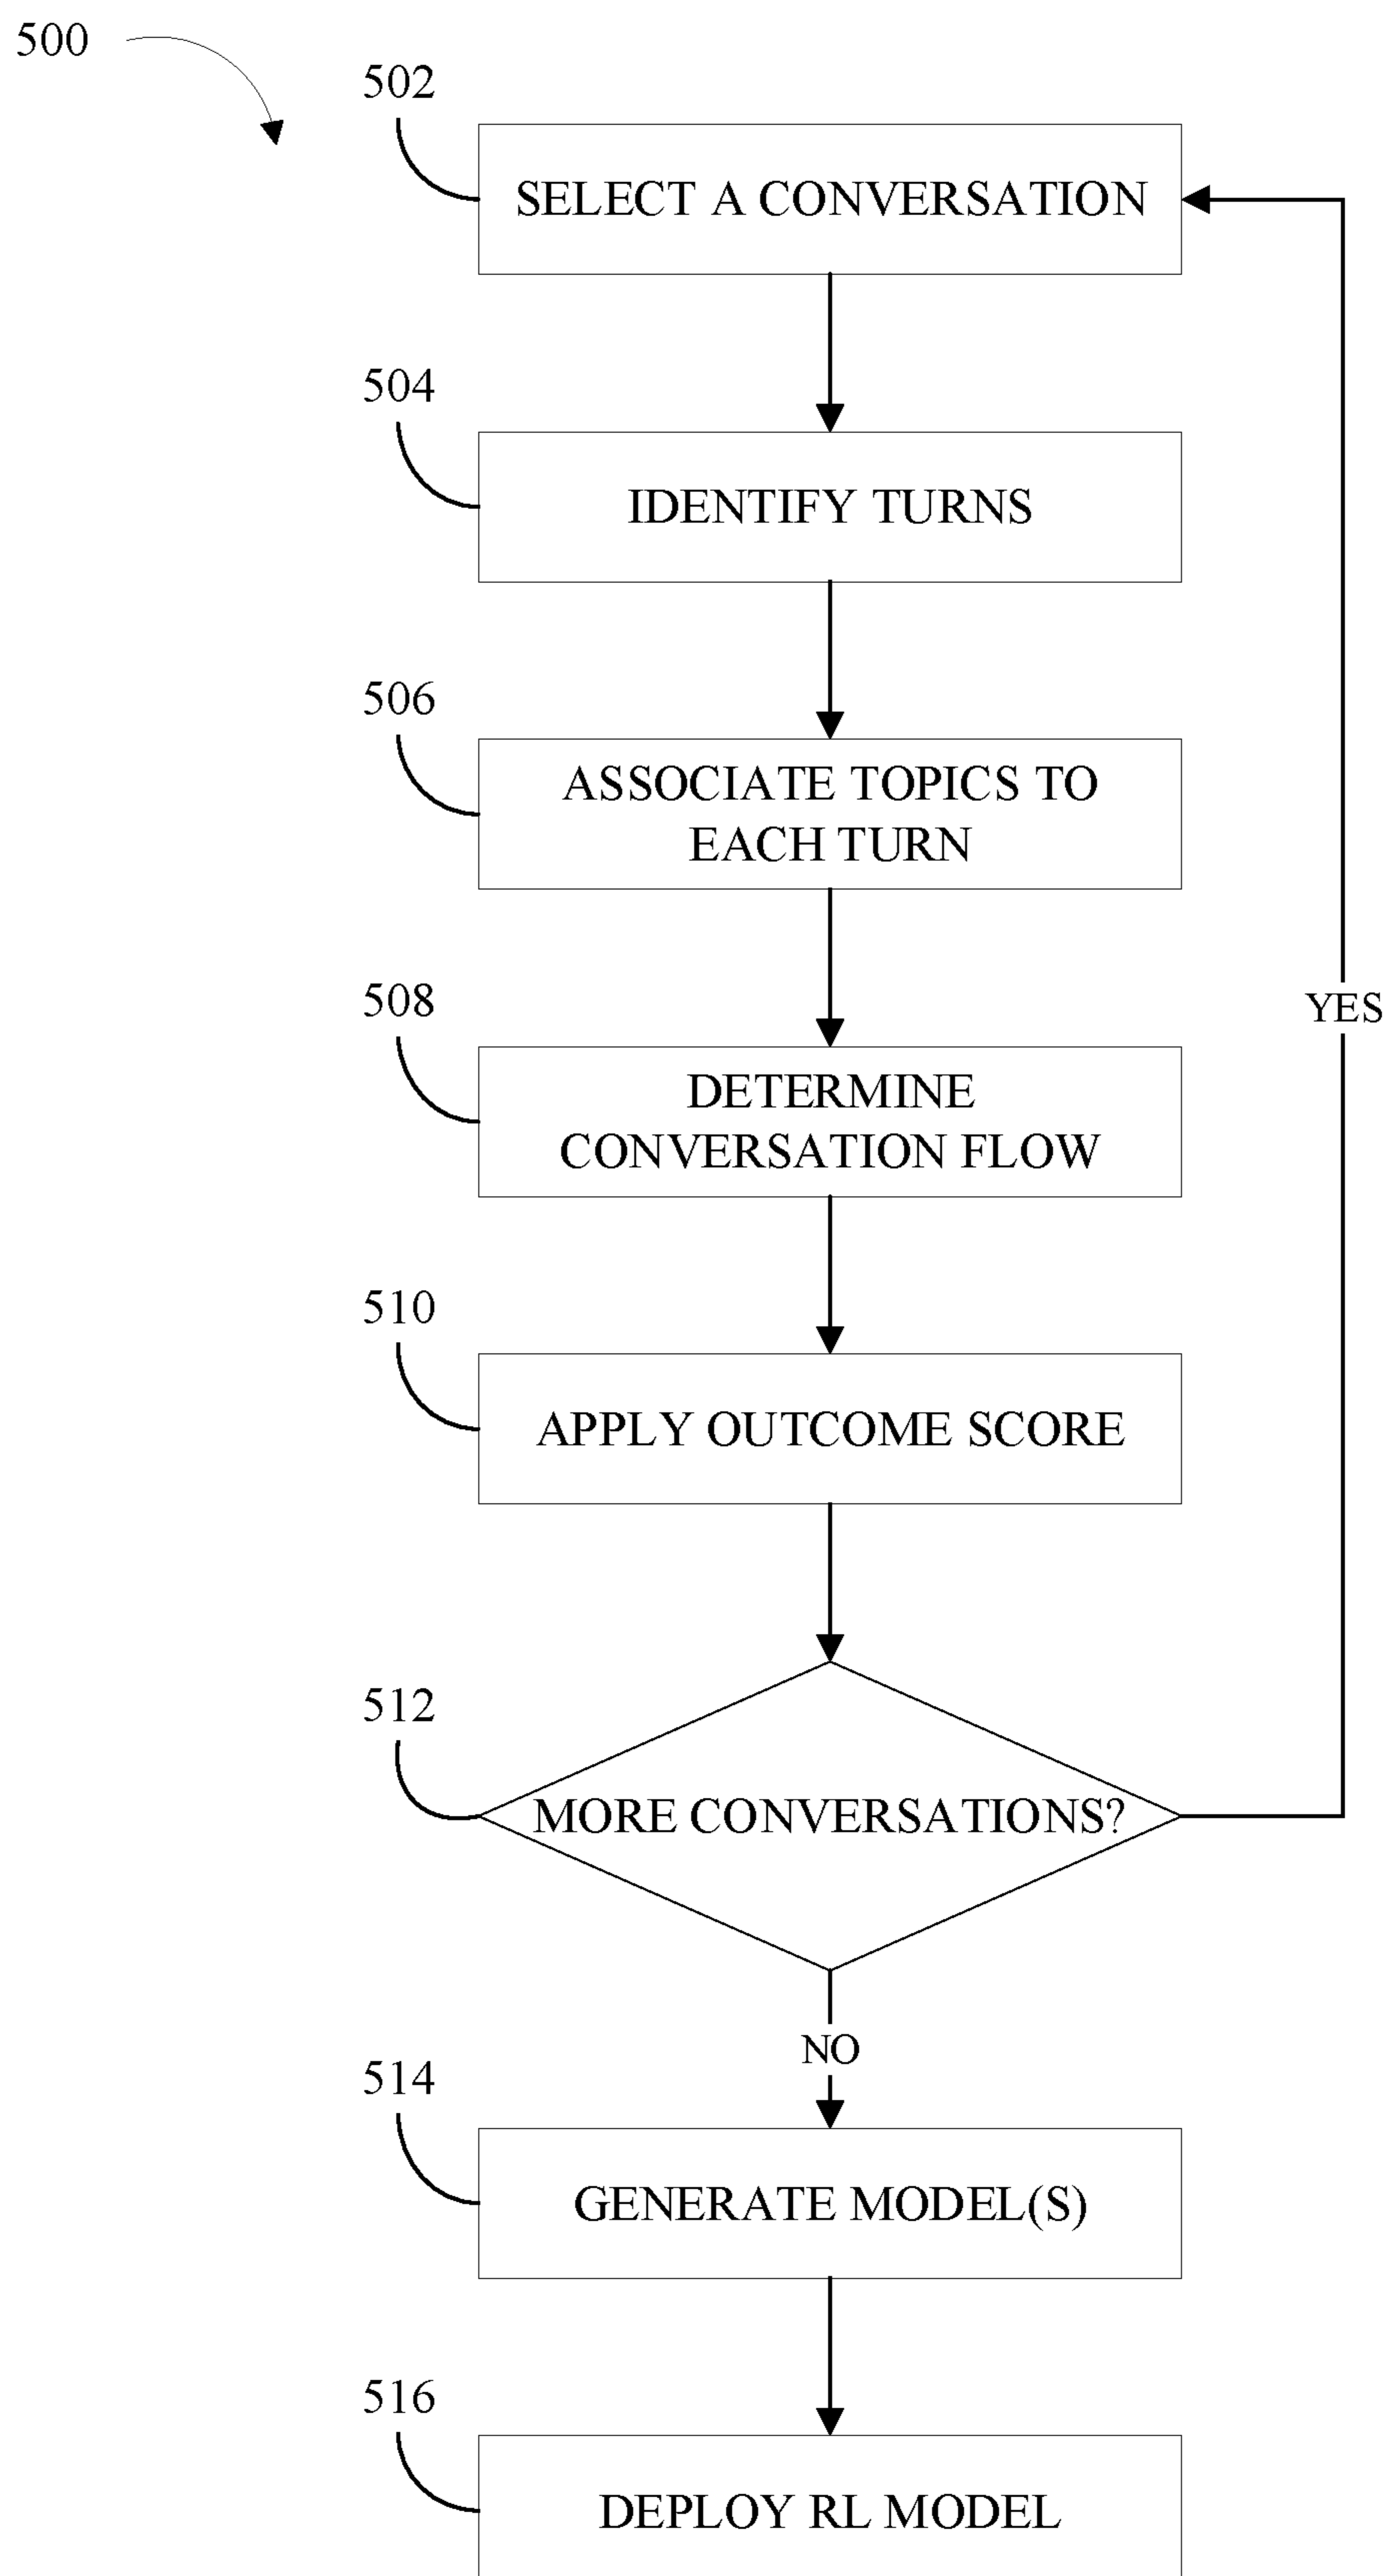 500
502
SELECT A CONVERSATION
504
IDENTIFY TURNS
506
ASSOCIATE TOPICS TO
EACH TURN
508
DETERMINE
CONVERSATION FLOW
YES
510
APPLY OUTCOME SCORE
512
MORE CONVERSATIONS?
NO
514
GENERATE MODEL(S)
516
DEPLOY RL MODEL